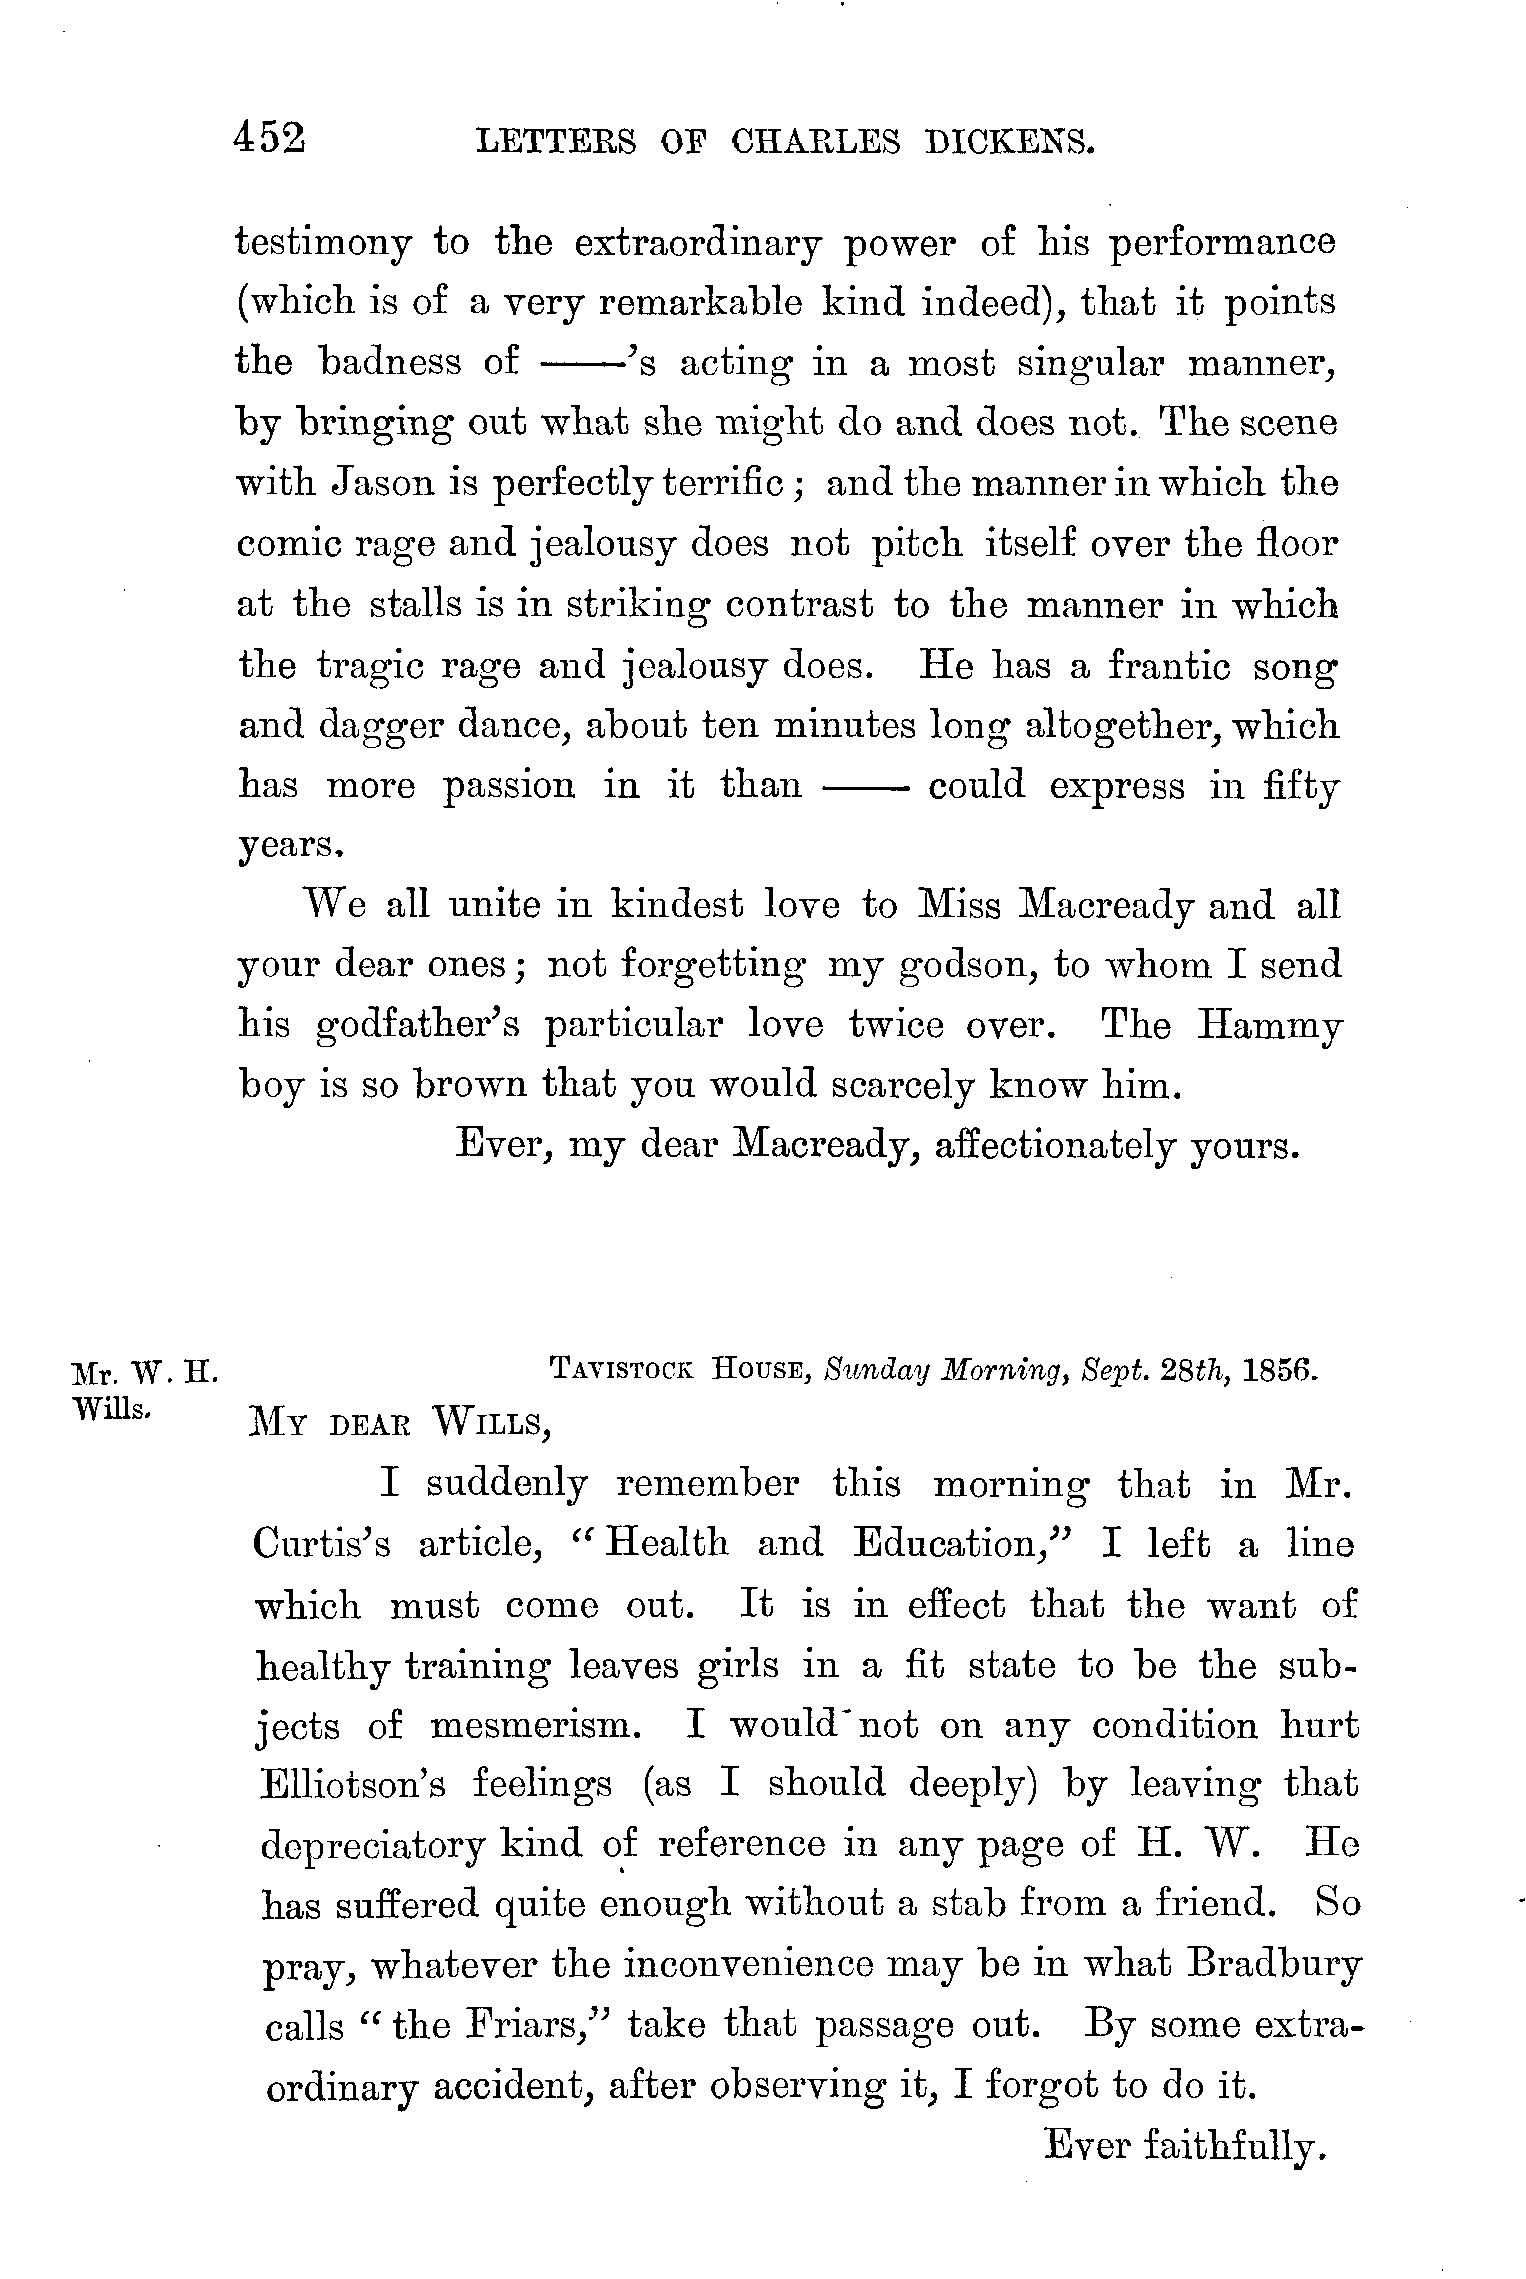 452 LETTERS OF CHARLES DICKENS.
testimony to the extraordinary power of his performance
(which is of a very remarkable kind indeed), that it points
the badness of ——'s acting in a most singular manner,
by bringing out what she might do and does not. The scene
with Jason is perfectly terrific; and the manner in which the
comic rage and jealousy does not pitch itself over the floor
at the stalls is in striking contrast to the manner in which
the tragic rage and jealousy does. He has a frantic song
and dagger dance, about ten minutes long altogether, which
has more passion in it than —— could express in fifty
years.
We all unite in kindest love to Miss Macready and all
your dear ones; not forgetting my godson, to whom I send
his godfather's particular love twice over. The Hammy
boy is so brown that you would scarcely know him.
Ever, my dear Macready, affectionately yours.
Mr. W. H.
Wills.
TAVISTOCK HOUSE, Sunday Morning, Sept. 28th, 1856.
MY DEAR WILLS,
I suddenly remember this morning that in Mr.
Curtis's article, "Health and Education," I left a line
which must come out. It is in effect that the want of
healthy training leaves girls in a fit state to be the sub-
jects of mesmerism. I would not on any condition hurt
Elliotson's feelings (as I should deeply) by leaving that
depreciatory kind of reference in any page of H. W. He
has suffered quite enough without a stab from a friend. So
pray, whatever the inconvenience may be in what Bradbury
calls "the Friars," take that passage out. By some extra-
ordinary accident, after observing it, I forgot to do it.
Ever faithfully.